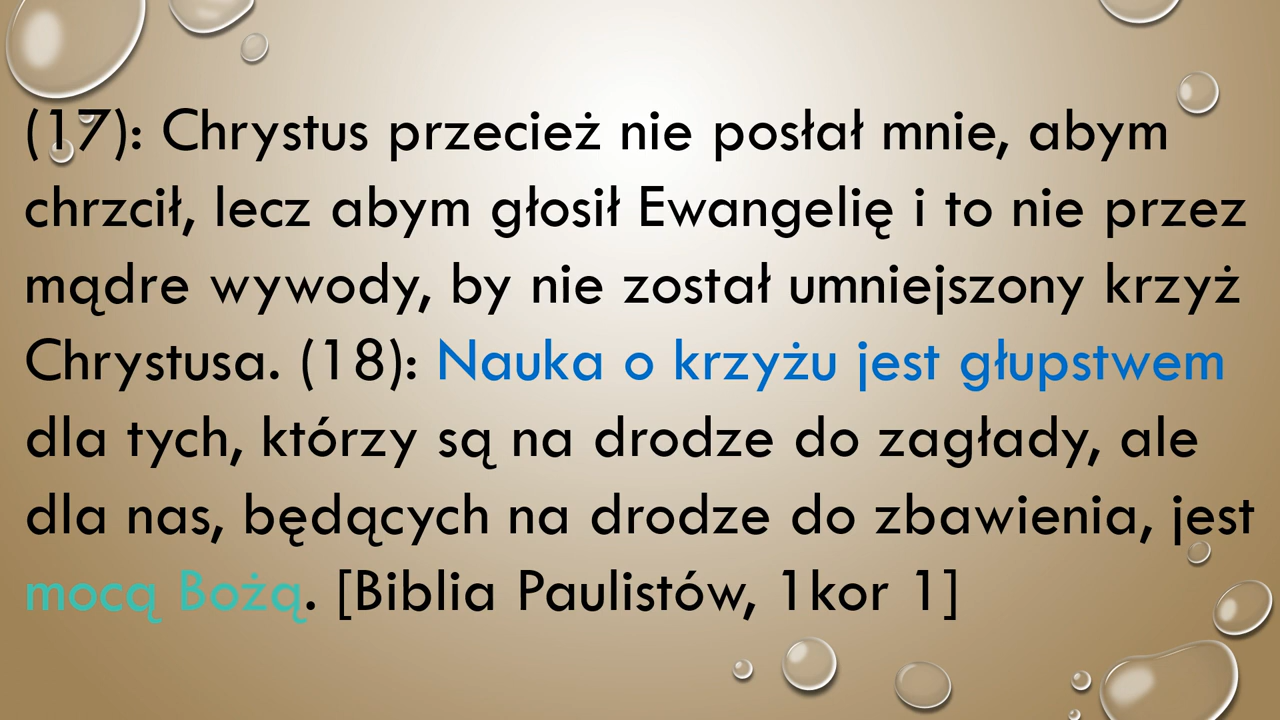 (17): Chrystus przecież nie posłał mnie, abym
chrzcił, lecz abym głosił Ewangelię i to nie przez
mądre wywody, by nie został umniejszony krzyż
Chrystusa. (18): Nauka o krzyżu jest głupstwem
dla tych, którzy są na drodze do zagłady, ale
dla nas, będących na drodze do zbawienia, jest
mocą Bożą. [Biblia Paulistów, 1kor 1]